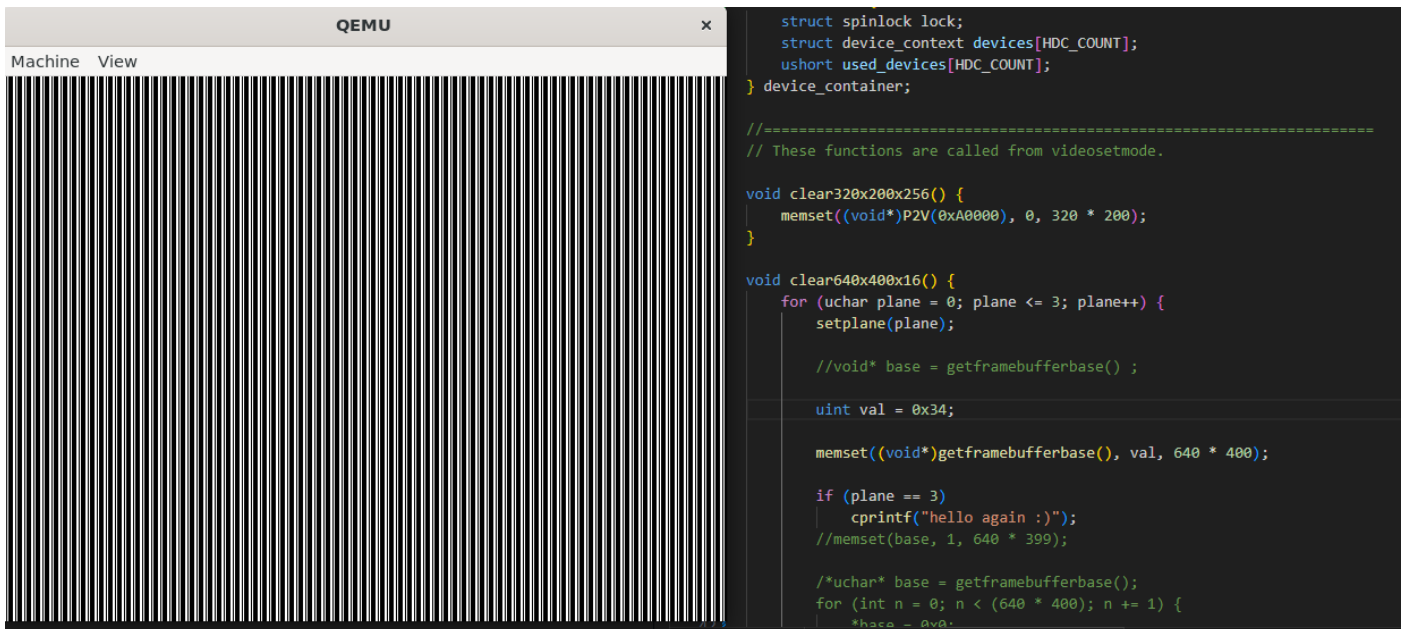 QEMU
×
Machine View
struct spinlock lock;
struct device_context devices[HDC_COUNT];
ushort used_devices[HDC_COUNT];
} device_container;
//======================================================================
// These functions are called from videosetmode.
void clear320x200x256() {
memset((void*)P2V(0xA0000), 0, 320 * 200);
}
void clear640x400x16() {
for (uchar plane = 0; plane <= 3; plane++) {
setplane(plane);
//void* base = getframebufferbase() ;
uint val = 0x34;
memset((void*)getframebufferbase(), val, 640 * 400);
if (plane == 3)
cprintf("hello again :)");
//memset(base, 1, 640 * 399);
/*uchar* base = getframebufferbase();
for (int n = 0; n < (640 * 400); n += 1) {
*base = 0x0;